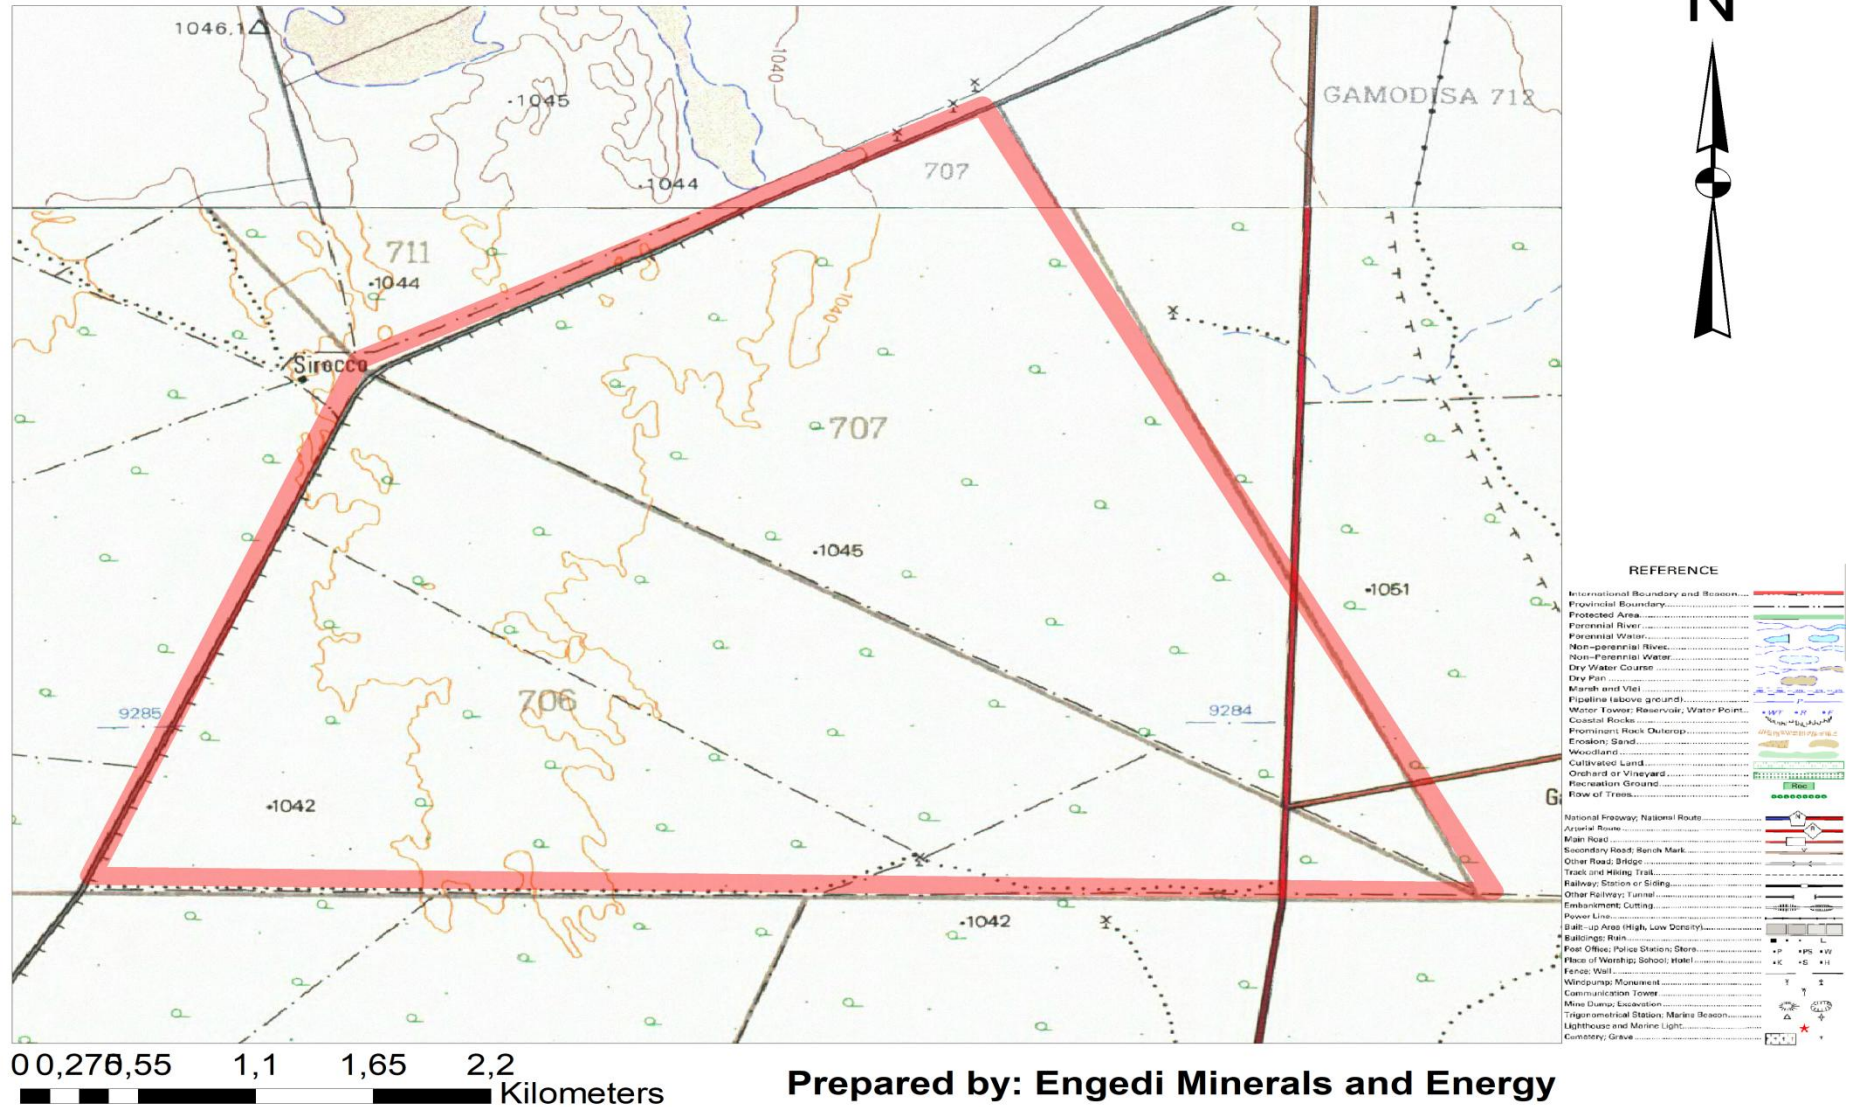 N
1046.1
1045
1040
GAMODISA 712
1044
707
711
1044
1040
Sirocco
707
1045
1051
706
9285
9284
1042
1042
REFERENCE
International Boundary and Beacon
Provincial Boundary
Protected Area
Perennial River
Perennial Water
Non-perennial River
Non-Perennial Water
Dry Water Course
Dry Pan
Marsh and Vlei
Pipeline (above ground)
Water Tower; Reservoir; Water Point
Coastal Rocks
Prominent Rock Outcrop
Erosion; Sand
Woodland
Cultivated Land
Orchard or Vineyard
Recreation Ground
Row of Trees
National Freeway; National Route
Arterial Route
Main Road
Secondary Road; Bench Mark
Other Road; Bridge
Track and Hiking Trail
Railway; Station or Siding
Other Railway; Tunnel
Embankment; Cutting
Power Line
Built-up Area (High, Low Density)
Buildings; Ruin
Post Office; Police Station; Store
Place of Worship; School; Hotel
Fence; Wall
Windpump; Monument
Communication Tower
Mine Dump; Excavation
Trigonometrical Station; Marine Beacon
Lighthouse and Marine Light
Cemetery; Grave
0 0,275 0,55 1,1 1,65 2,2
Kilometers
Prepared by: Engedi Minerals and Energy